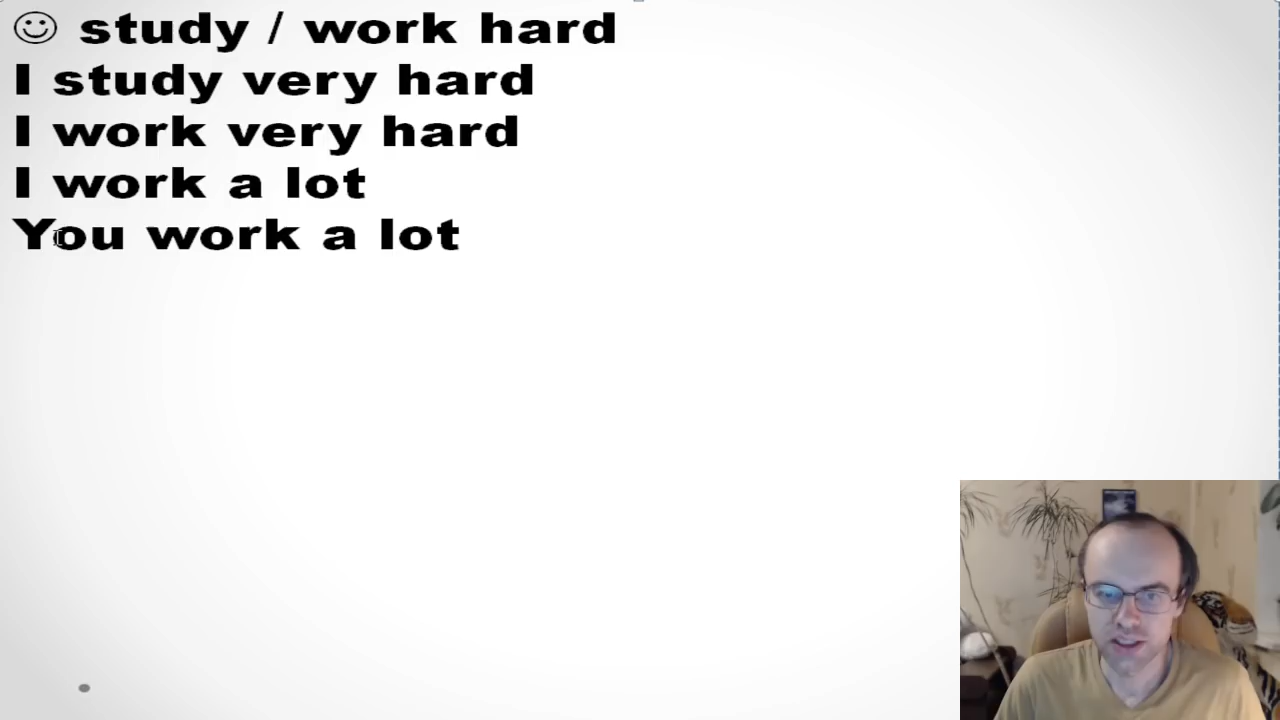 ☺ study / work hard
I study very hard
I work very hard
I work a lot
You work a lot